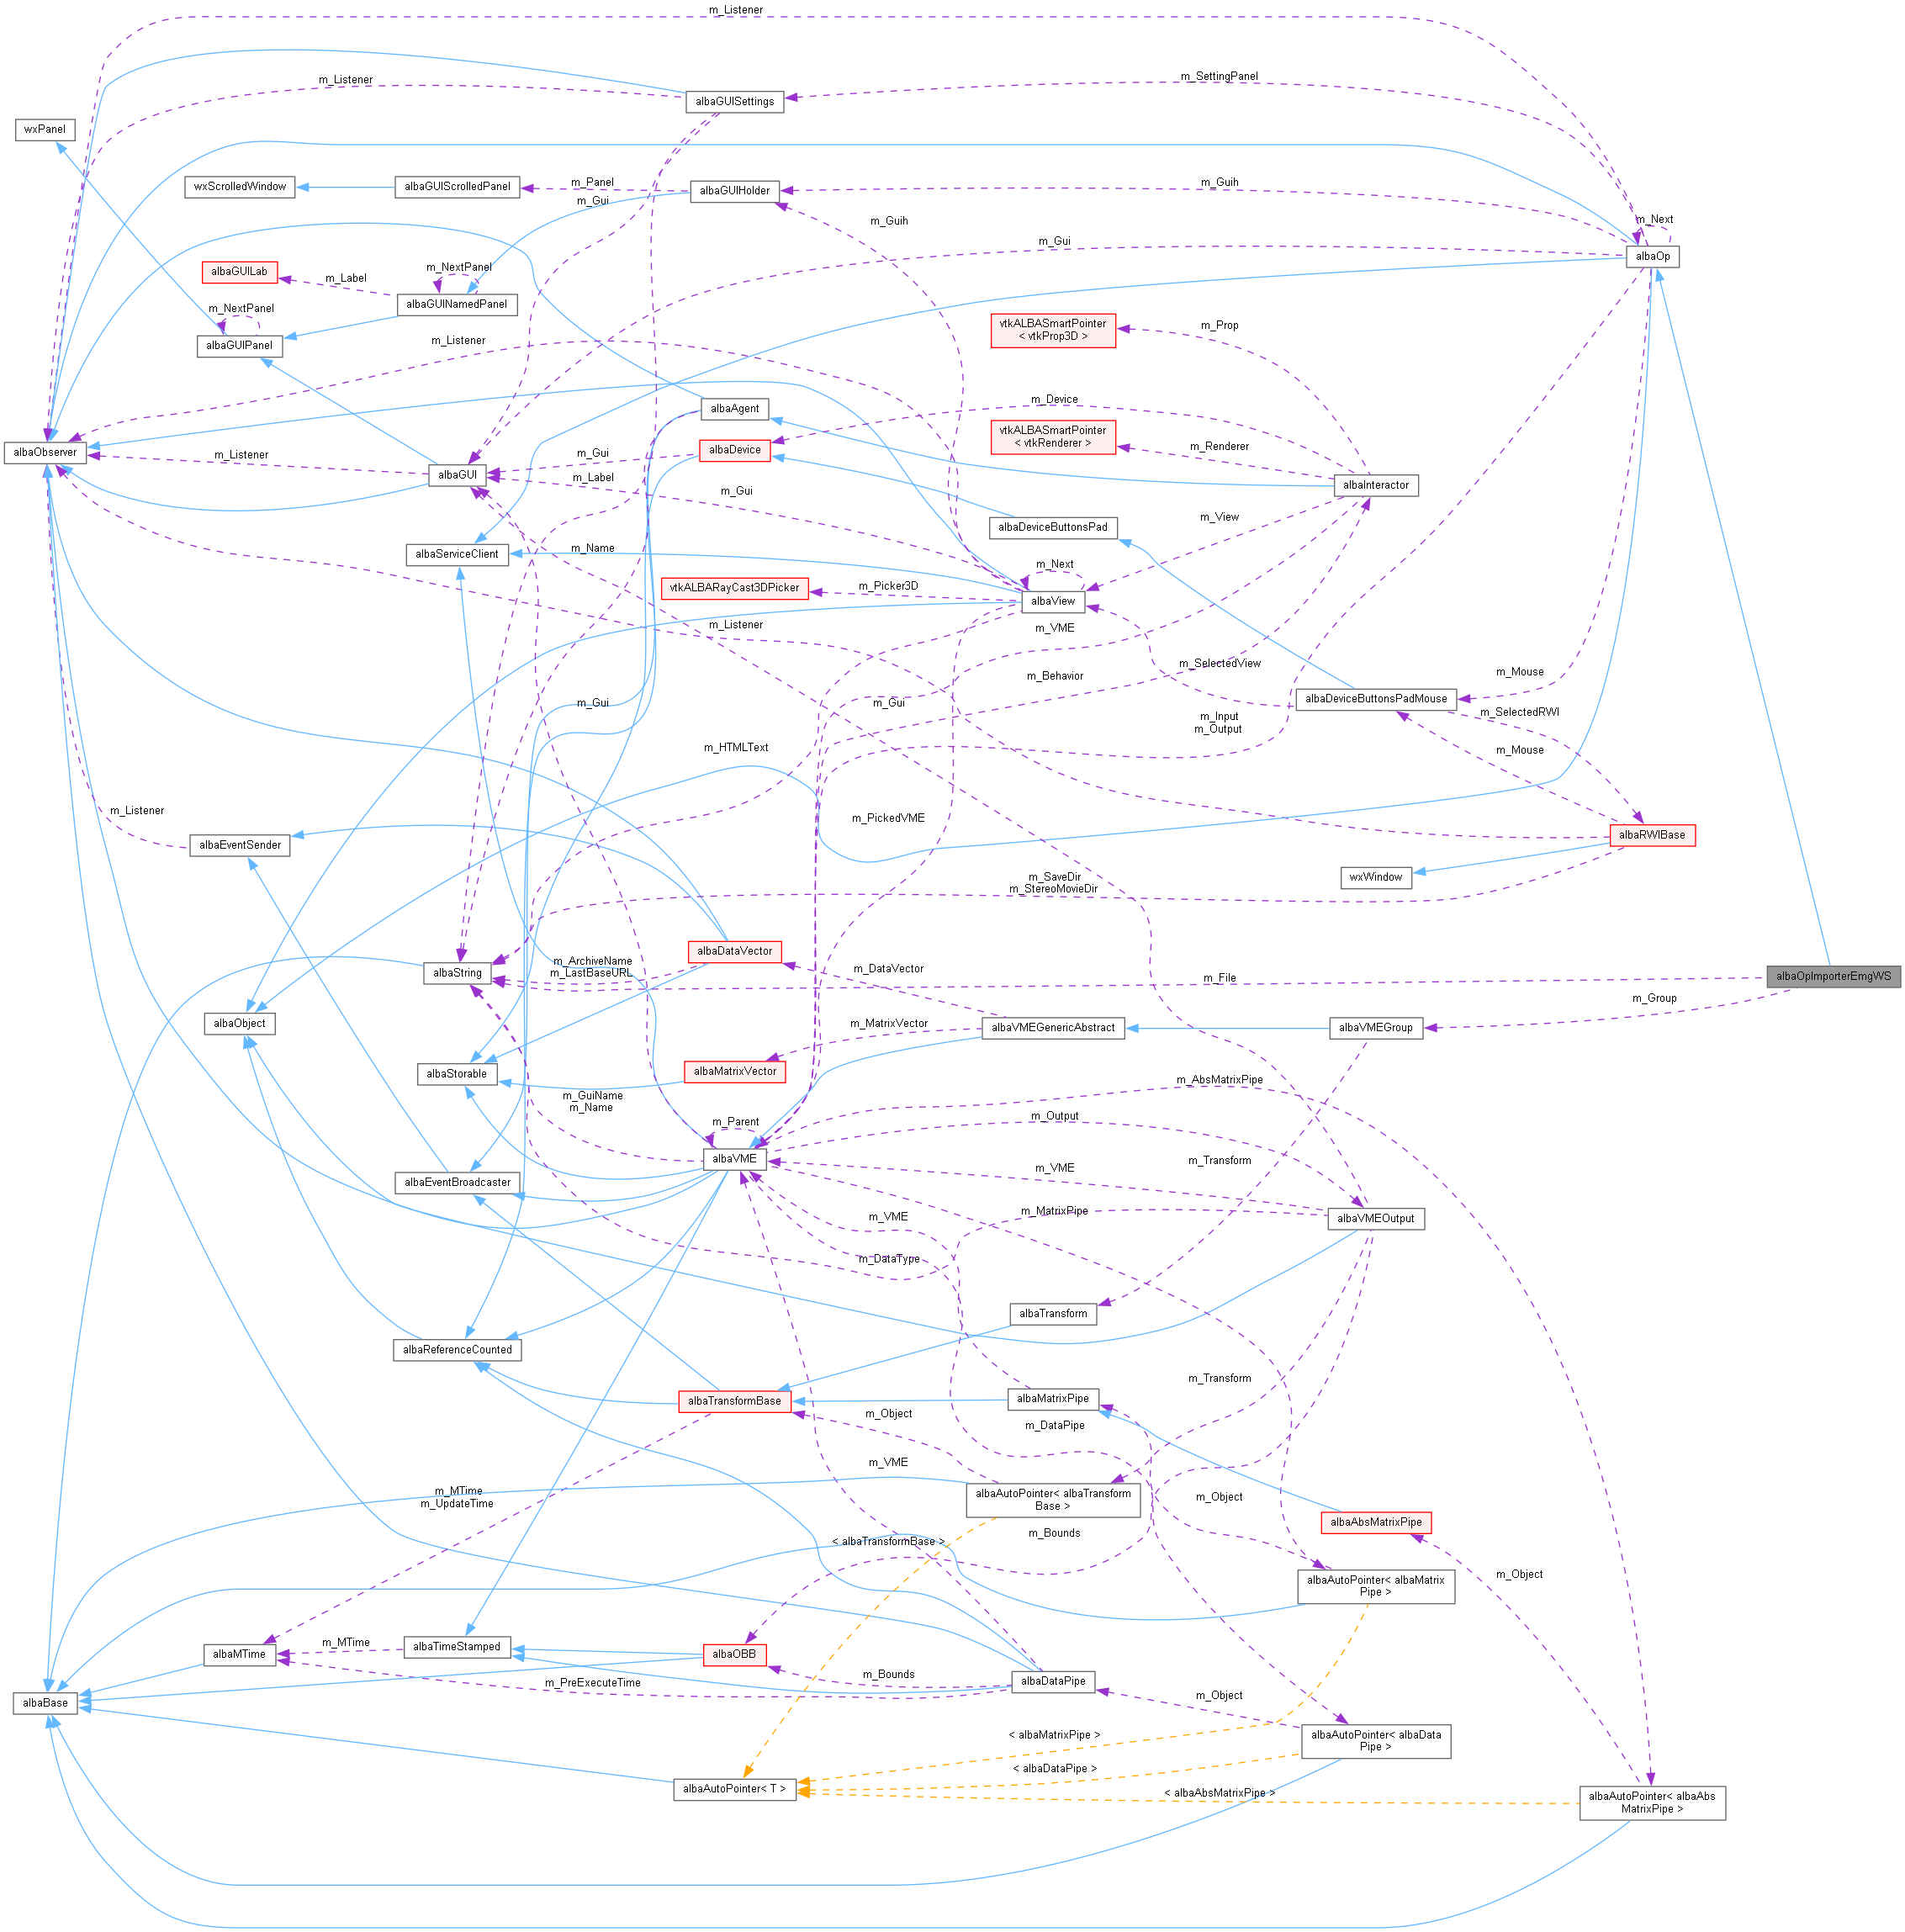 m_Listener
m_Listener
m_SettingPanel
albaGUISettings
wxPanel
wxScrolledWindow
albaGUIScrolledPanel
m_Panel
m_Gui
albaGUIHolder
m_Guih
m_Guih
m_Next
albaOp
m_Gui
albaGUILab
m_Label
m_NextPanel
albaGUINamedPanel
m_NextPanel
albaGUIPanel
m_Listener
vtkALBASmartPointer
< vtkProp3D >
m_Prop
albaAgent
m_Device
vtkALBASmartPointer
< vtkRenderer >
m_Renderer
albaObserver
m_Listener
albaGUI
m_Gui
albaDevice
m_Label
m_Gui
albaInteractor
m_View
albaDeviceButtonsPad
albaServiceClient
m_Name
m_Next
vtkALBARayCast3DPicker
m_Picker3D
albaView
m_Listener
m_VME
m_SelectedView
m_Behavior
m_Mouse
albaDeviceButtonsPadMouse
m_Gui
m_Gui
m_Input
m_Output
m_SelectedRWI
m_HTMLText
m_Mouse
m_Listener
m_PickedVME
albaRWIBase
albaEventSender
wxWindow
m_SaveDir
m_StereoMovieDir
albaDataVector
albaString
m_ArchiveName
m_LastBaseURL
m_DataVector
m_File
albaOpImporterEmgWS
m_Group
albaObject
albaVMEGenericAbstract
albaVMEGroup
m_MatrixVector
albaStorable
albaMatrixVector
m_AbsMatrixPipe
m_GuiName
m_Name
m_Parent
m_Output
albaVME
m_Transform
m_VME
albaEventBroadcaster
m_VME
m_MatrixPipe
albaVMEOutput
m_DataType
albaTransform
albaReferenceCounted
m_Transform
albaTransformBase
albaMatrixPipe
m_Object
m_DataPipe
m_VME
m_MTime
m_UpdateTime
albaAutoPointer< albaTransform
Base >
m_Object
albaAbsMatrixPipe
< albaTransformBase >
m_Bounds
albaAutoPointer< albaMatrix
Pipe >
m_Object
albaMTime
m_MTime
albaTimeStamped
albaOBB
m_Bounds
albaDataPipe
m_PreExecuteTime
albaBase
m_Object
< albaMatrixPipe >
albaAutoPointer< albaData
Pipe >
< albaDataPipe >
albaAutoPointer< T >
< albaAbsMatrixPipe >
albaAutoPointer< albaAbs
MatrixPipe >